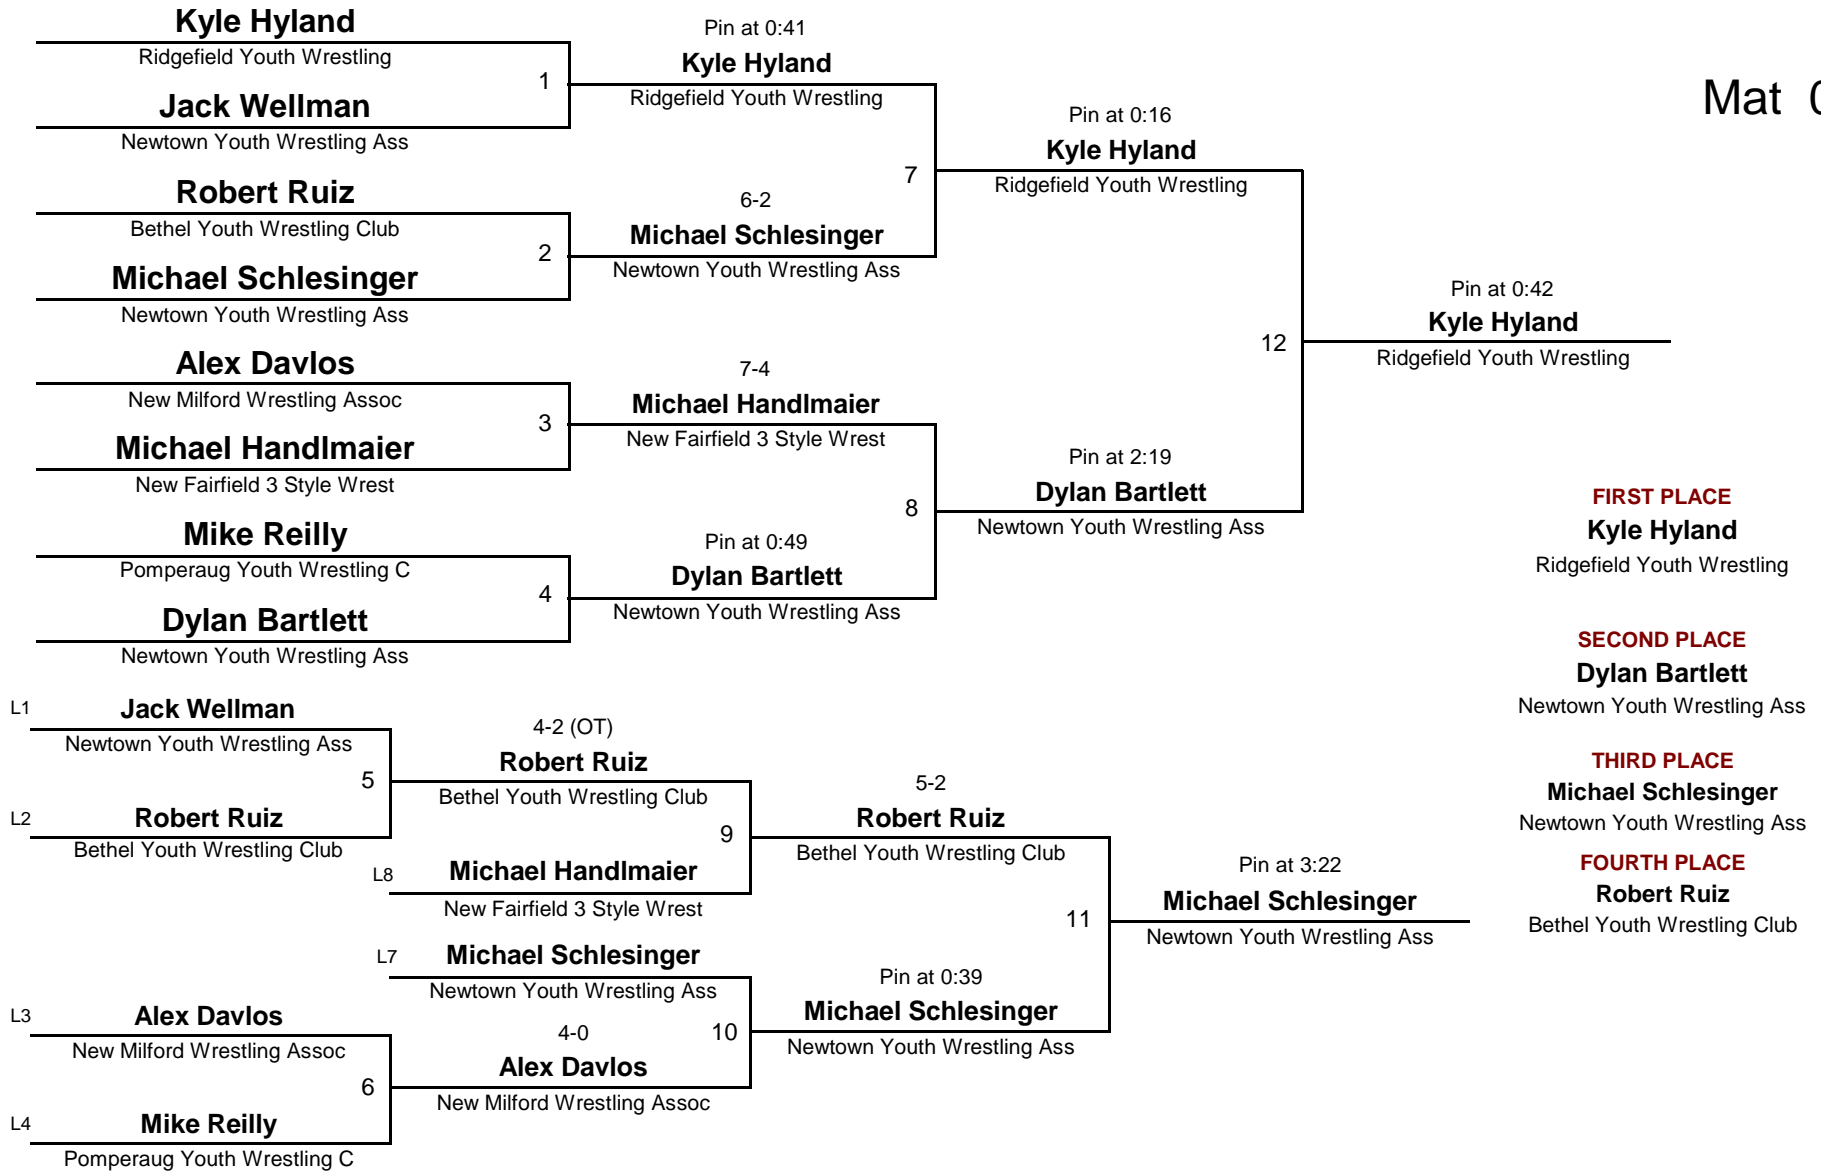 Kyle Hyland
Ridgefield Youth Wrestling
1
Jack Wellman
Newtown Youth Wrestling Ass
Robert Ruiz
Bethel Youth Wrestling Club
2
Michael Schlesinger
Newtown Youth Wrestling Ass
Alex Davlos
New Milford Wrestling Assoc
3
Michael Handlmaier
New Fairfield 3 Style Wrest
Mike Reilly
Pomperaug Youth Wrestling C
4
Dylan Bartlett
Newtown Youth Wrestling Ass
Pin at 0:41
Kyle Hyland
Ridgefield Youth Wrestling
7
6-2
Michael Schlesinger
Newtown Youth Wrestling Ass
7-4
Michael Handlmaier
New Fairfield 3 Style Wrest
8
Pin at 0:49
Dylan Bartlett
Newtown Youth Wrestling Ass
Pin at 0:16
Kyle Hyland
Ridgefield Youth Wrestling
12
Pin at 2:19
Dylan Bartlett
Newtown Youth Wrestling Ass
Pin at 0:42
Kyle Hyland
Ridgefield Youth Wrestling
Mat 0
L1 Jack Wellman
Newtown Youth Wrestling Ass
5
L2 Robert Ruiz
Bethel Youth Wrestling Club
L3 Alex Davlos
New Milford Wrestling Assoc
6
L4 Mike Reilly
Pomperaug Youth Wrestling C
4-2 (OT)
Robert Ruiz
Bethel Youth Wrestling Club
9
L8 Michael Handlmaier
New Fairfield 3 Style Wrest
L7 Michael Schlesinger
Newtown Youth Wrestling Ass
10
4-0
Alex Davlos
New Milford Wrestling Assoc
5-2
Robert Ruiz
Bethel Youth Wrestling Club
11
Pin at 0:39
Michael Schlesinger
Newtown Youth Wrestling Ass
Pin at 3:22
Michael Schlesinger
Newtown Youth Wrestling Ass
FIRST PLACE
Kyle Hyland
Ridgefield Youth Wrestling
SECOND PLACE
Dylan Bartlett
Newtown Youth Wrestling Ass
THIRD PLACE
Michael Schlesinger
Newtown Youth Wrestling Ass
FOURTH PLACE
Robert Ruiz
Bethel Youth Wrestling Club